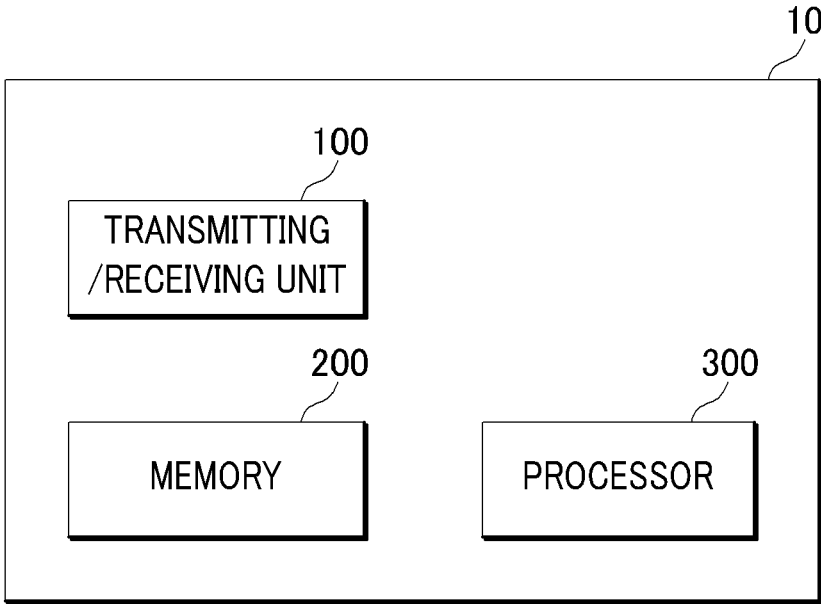 10
100
TRANSMITTING
/RECEIVING UNIT
200
300
MEMORY
PROCESSOR